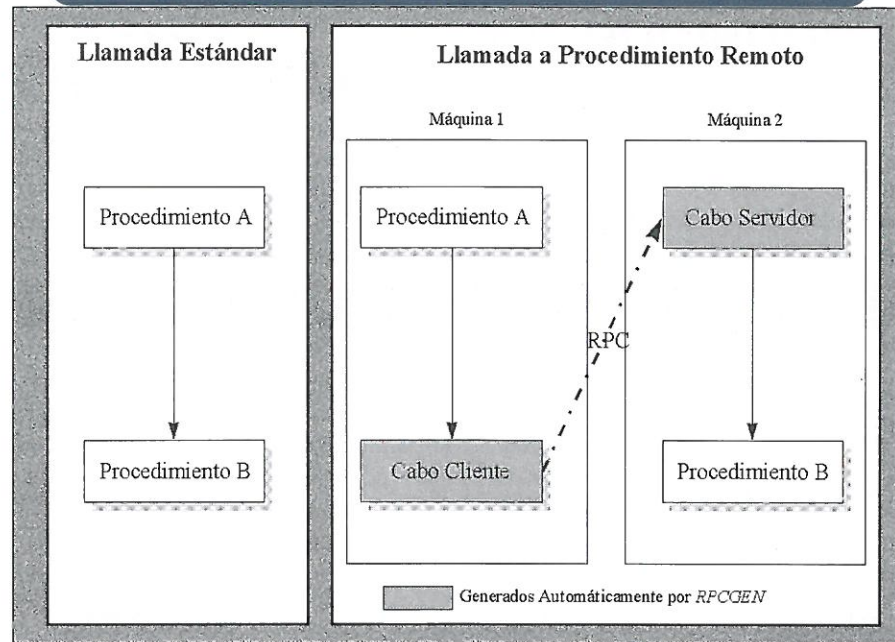 Llamada Estándar
Procedimiento A
Procedimiento B
Llamada a Procedimiento Remoto
Máquina 1
Máquina 2
Procedimiento A
Cabo Servidor
RPC
Cabo Cliente
Procedimiento B
Generados Automáticamente por RPCGEN